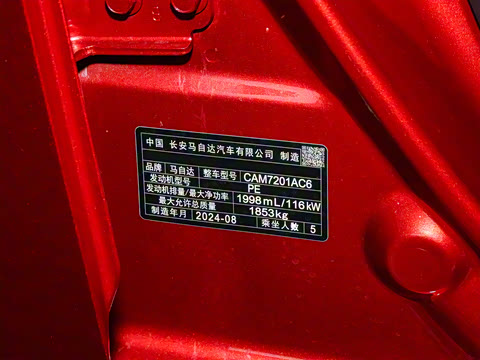 中国 长安马自达汽车有限公司 制造
品牌 马自达 整车型号 CAM7201AC6
发动机型号 PE
发动机排量/最大净功率 1998mL/116kW
最大允许总质量 1853kg
制造年月 2024-08 乘坐人数 5